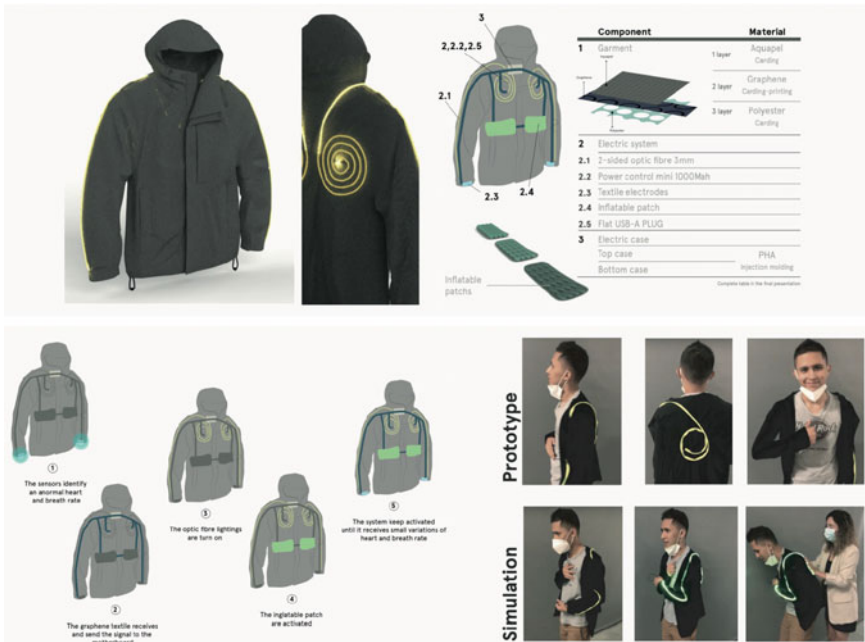 3
2,2.2,2.5
2.1
2.4
2.3
Inflatable
patchs
Component Material
1 Garment
1 layer Aquapel
Carding
Graphene
2 layer Graphene
Carding-printing
3 layer Polyester
Carding
Polyester
2 Electric system
2.1 2-sided optic fibre 3mm
2.2 Power control mini 1000Mah
2.3 Textile electrodes
2.4 Inflatable patch
2.5 Flat USB-A PLUG
3 Electric case
Top case
Bottom case
PHA
Injection molding
Complete table in the final presentation
1
The sensors identify
an anormal heart
and breath rate
2
The graphene textile receives
and send the signal to the
3
The optic fibre lightings
are turn on
4
The inglatable patch
are activated
5
The system keep activated
until it receives small variations of
heart and breath rate
Prototype
Simulation